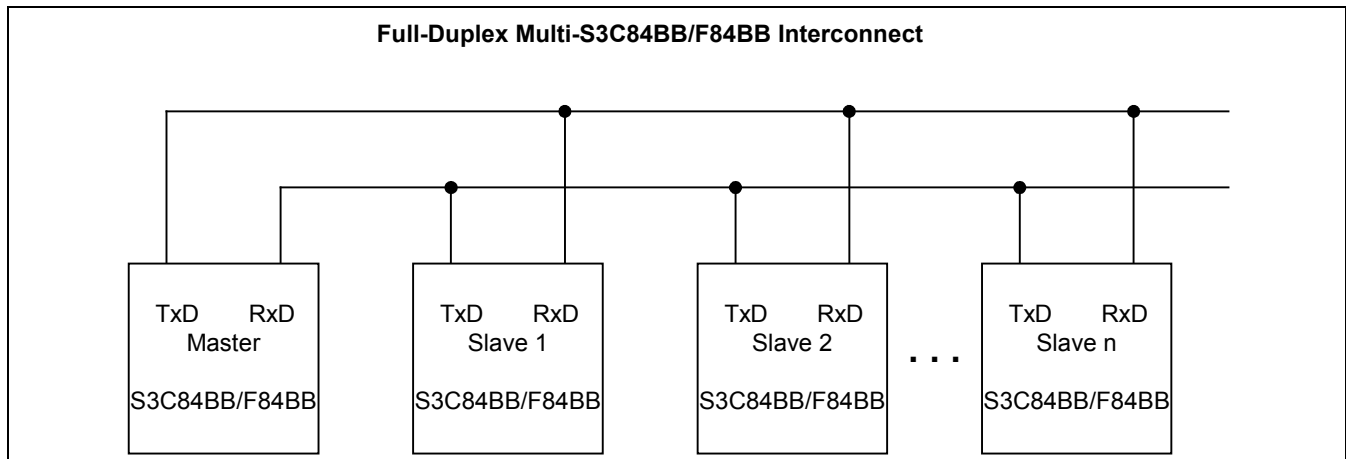 Full-Duplex Multi-S3C84BB/F84BB Interconnect
TxD RxD
Master
S3C84BB/F84BB
TxD RxD
Slave 1
S3C84BB/F84BB
TxD RxD
Slave 2
S3C84BB/F84BB
. . .
TxD RxD
Slave n
S3C84BB/F84BB